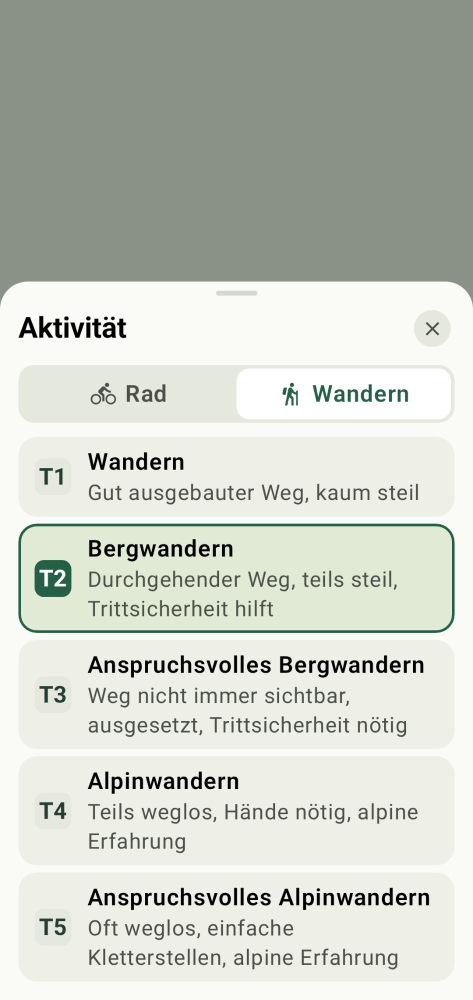 Aktivität
Rad
Wandern
T1
Wandern
Gut ausgebauter Weg, kaum steil
T2
Bergwandern
Durchgehender Weg, teils steil,
Trittsicherheit hilft
T3
Anspruchsvolles Bergwandern
Weg nicht immer sichtbar,
ausgesetzt, Trittsicherheit nötig
T4
Alpinwandern
Teils weglos, Hände nötig, alpine
Erfahrung
T5
Anspruchsvolles Alpinwandern
Oft weglos, einfache
Kletterstellen, alpine Erfahrung